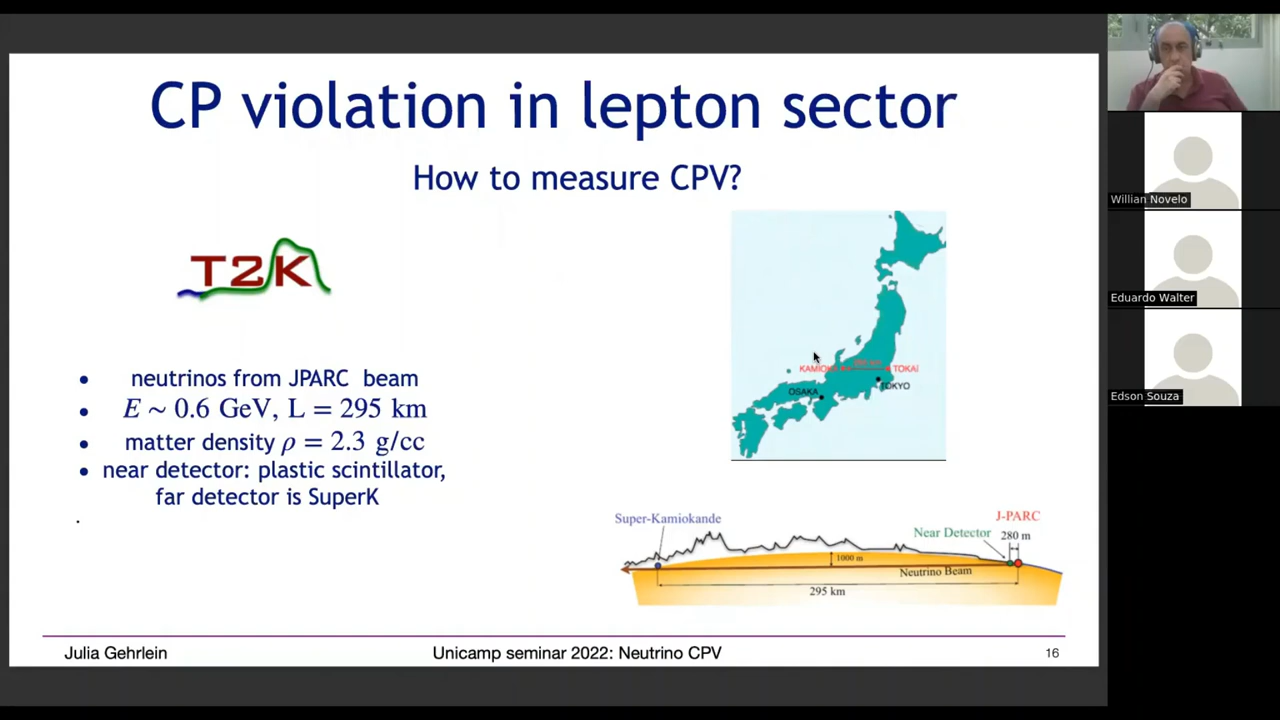 CP violation in lepton sector
How to measure CPV?
T2K
• neutrinos from JPARC beam
• E ~ 0.6 GeV, L = 295 km
• matter density ρ = 2.3 g/cc
• near detector: plastic scintillator,
far detector is SuperK
TOKAI
TOKYO
OSAKA
Super-Kamiokande
J-PARC
Near Detector
280 m
1000 m
Neutrino Beam
295 km
Julia Gehrlein
Unicamp seminar 2022: Neutrino CPV
16
Willian Novelo
Eduardo Walter
Edson Souza